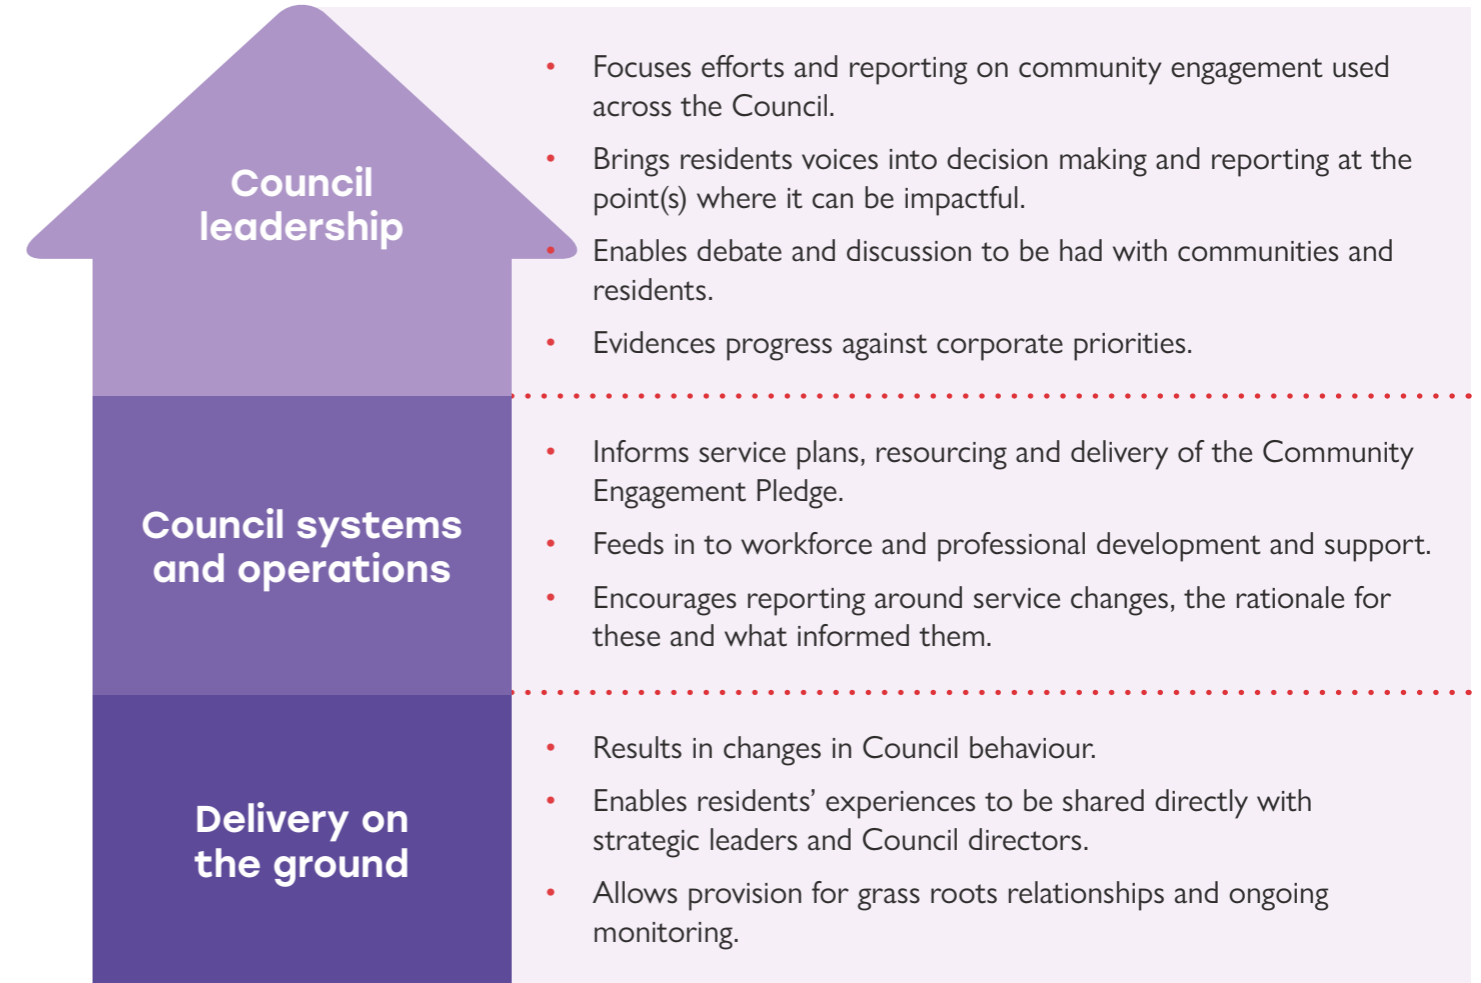 Council
leadership
• Focuses efforts and reporting on community engagement used
across the Council.
• Brings residents voices into decision making and reporting at the
point(s) where it can be impactful.
• Enables debate and discussion to be had with communities and
residents.
• Evidences progress against corporate priorities.
Council systems
and operations
• Informs service plans, resourcing and delivery of the Community
Engagement Pledge.
• Feeds in to workforce and professional development and support.
• Encourages reporting around service changes, the rationale for
these and what informed them.
Delivery on
the ground
• Results in changes in Council behaviour.
• Enables residents’ experiences to be shared directly with
strategic leaders and Council directors.
• Allows provision for grass roots relationships and ongoing
monitoring.